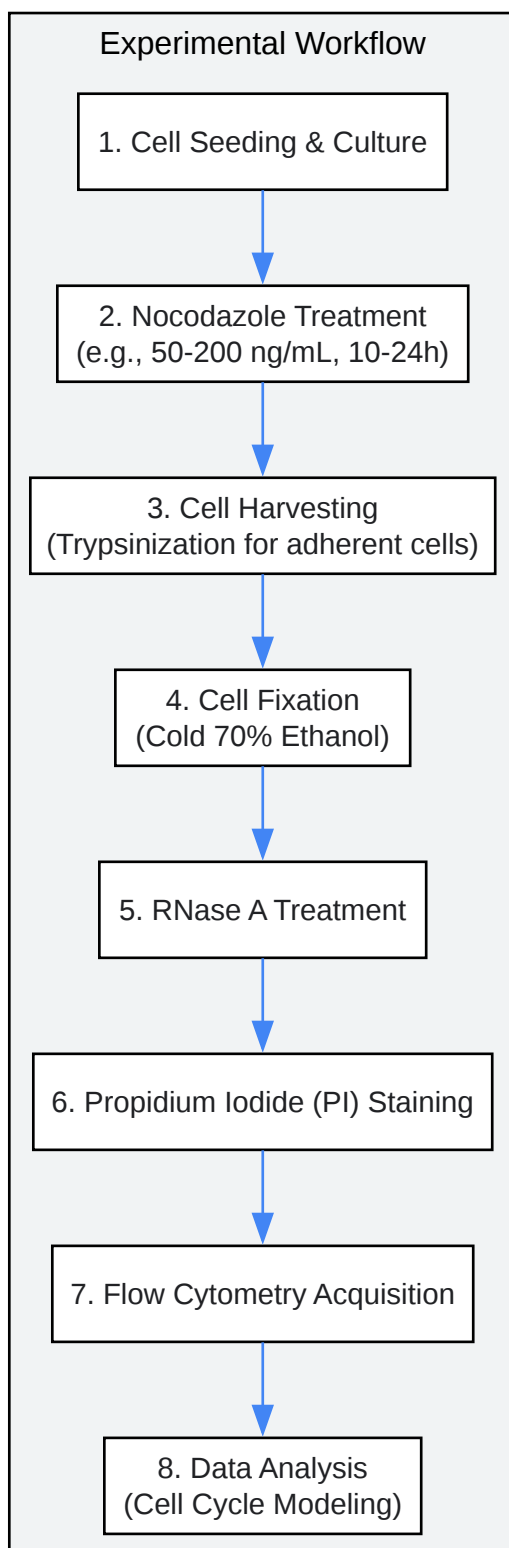 Experimental Workflow
1. Cell Seeding & Culture
2. Nocodazole Treatment
(e.g., 50-200 ng/mL, 10-24h)
3. Cell Harvesting
(Trypsinization for adherent cells)
4. Cell Fixation
(Cold 70% Ethanol)
5. RNase A Treatment
6. Propidium Iodide (PI) Staining
7. Flow Cytometry Acquisition
8. Data Analysis
(Cell Cycle Modeling)